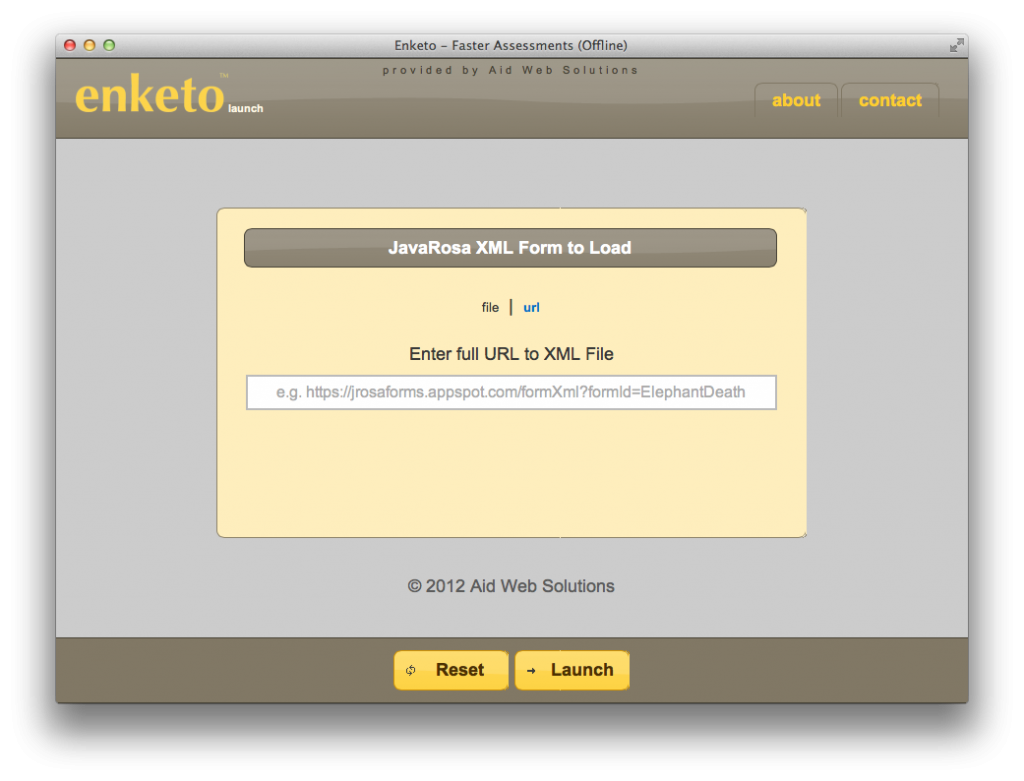 Enketo – Faster Assessments (Offline)
provided by Aid Web Solutions
enketo™ launch
about contact
JavaRosa XML Form to Load
file | url
Enter full URL to XML File
e.g. https://jrosaforms.appspot.com/formXml?formId=ElephantDeath
© 2012 Aid Web Solutions
Reset Launch